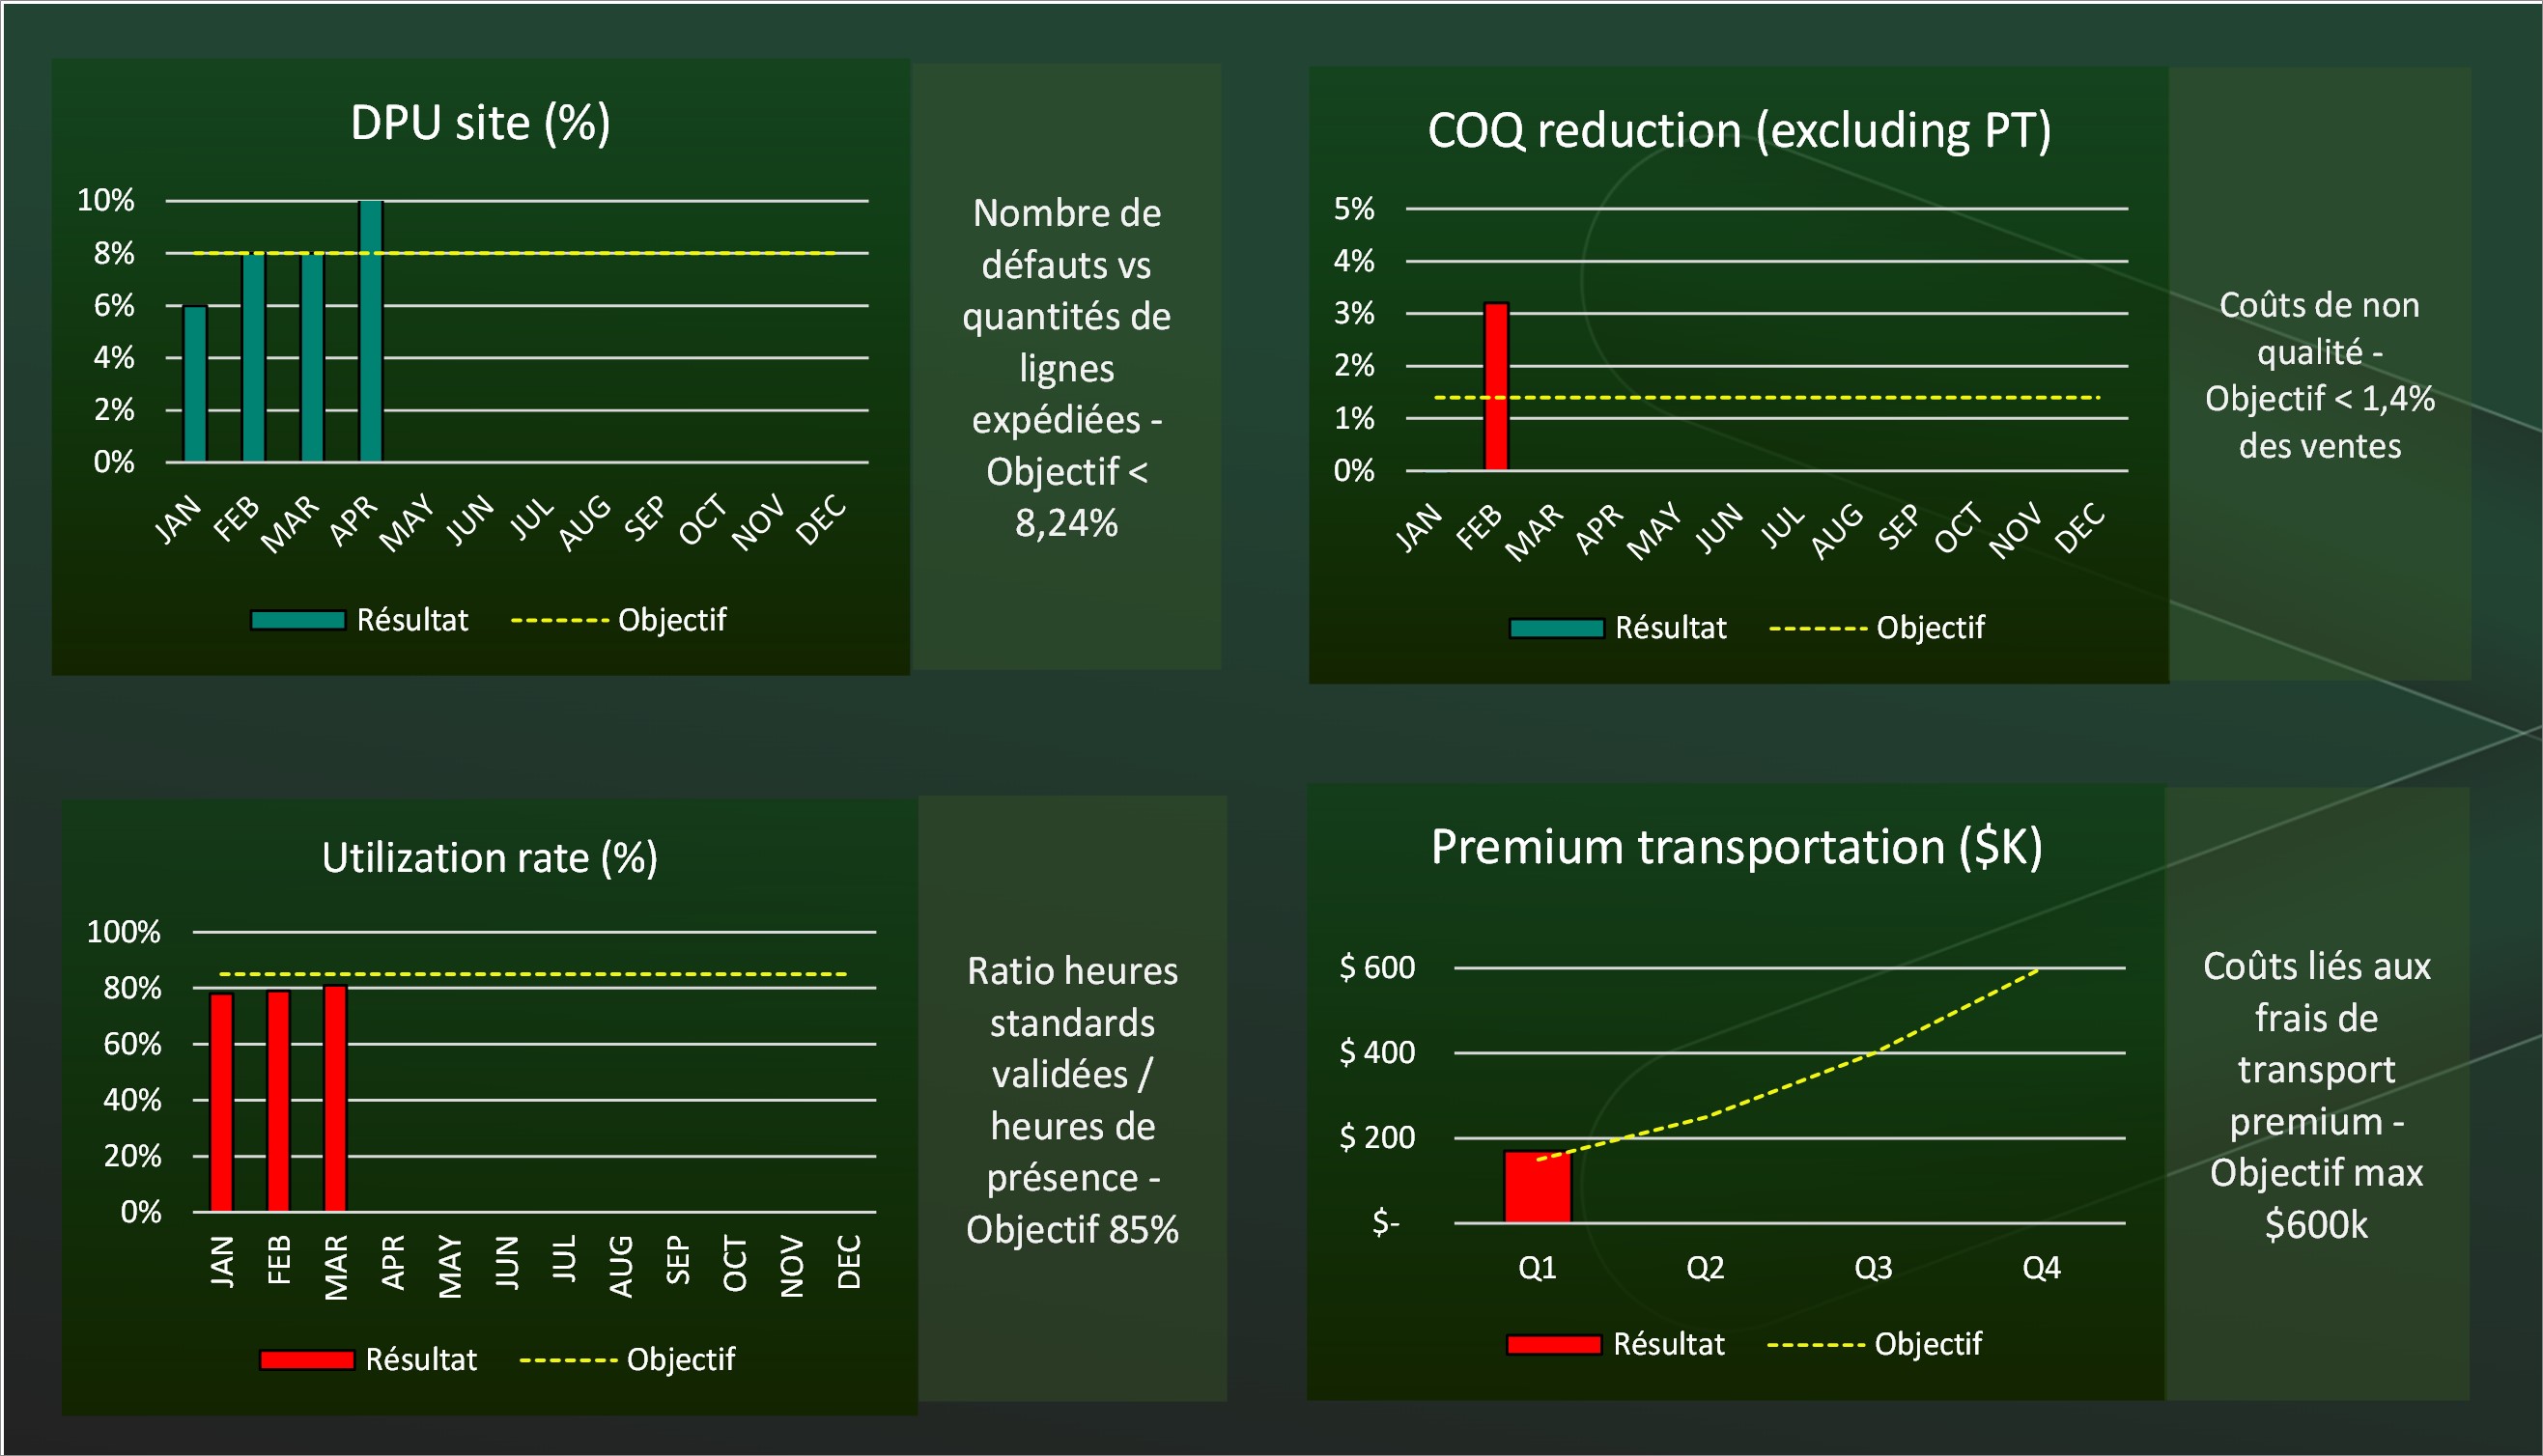 DPU site (%)
10%
8%
6%
4%
2%
0%
JAN
FEB
MAR
APR
MAY
JUN
JUL
AUG
SEP
OCT
NOV
DEC
Résultat
Objectif
Nombre de
défauts vs
quantités de
lignes
expédiées -
Objectif <
8,24%
COQ reduction (excluding PT)
5%
4%
3%
2%
1%
0%
JAN
FEB
MAR
APR
MAY
JUN
JUL
AUG
SEP
OCT
NOV
DEC
Résultat
Objectif
Coûts de non
qualité -
Objectif < 1,4%
des ventes
Utilization rate (%)
100%
80%
60%
40%
20%
0%
JAN
FEB
MAR
APR
MAY
JUN
JUL
AUG
SEP
OCT
NOV
DEC
Résultat
Objectif
Ratio heures
standards
validées /
heures de
présence -
Objectif 85%
Premium transportation ($K)
$ 600
$ 400
$ 200
$-
Q1
Q2
Q3
Q4
Résultat
Objectif
Coûts liés aux
frais de
transport
premium -
Objectif max
$600k